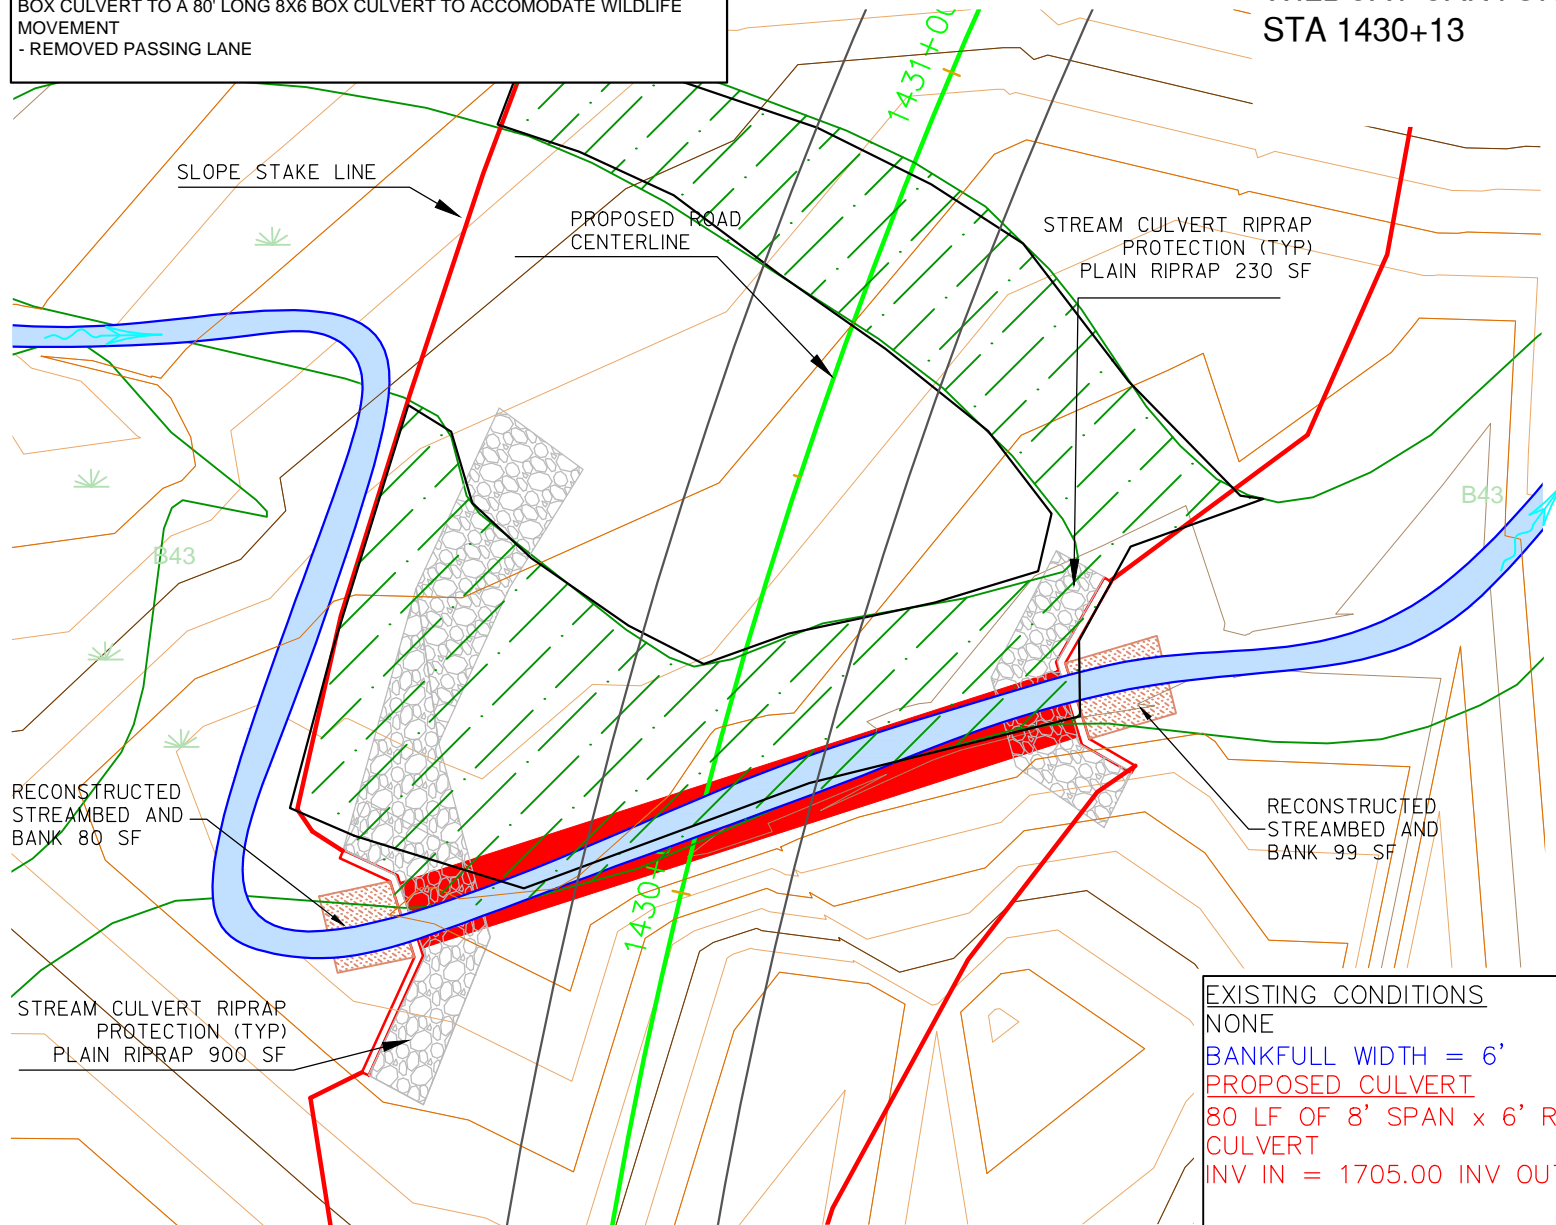 BOX CULVERT TO A 80' LONG 8X6 BOX CULVERT TO ACCOMODATE WILDLIFE
MOVEMENT
- REMOVED PASSING LANE
STA 1430+13
1431+00
SLOPE STAKE LINE
PROPOSED ROAD
CENTERLINE
STREAM CULVERT RIPRAP
PROTECTION (TYP)
PLAIN RIPRAP 230 SF
B43
B43
RECONSTRUCTED
STREAMBED AND
BANK 80 SF
RECONSTRUCTED
STREAMBED AND
BANK 99 SF
1430+
STREAM CULVERT RIPRAP
PROTECTION (TYP)
PLAIN RIPRAP 900 SF
EXISTING CONDITIONS
NONE
BANKFULL WIDTH = 6'
PROPOSED CULVERT
80 LF OF 8' SPAN x 6' R
CULVERT
INV IN = 1705.00 INV OU